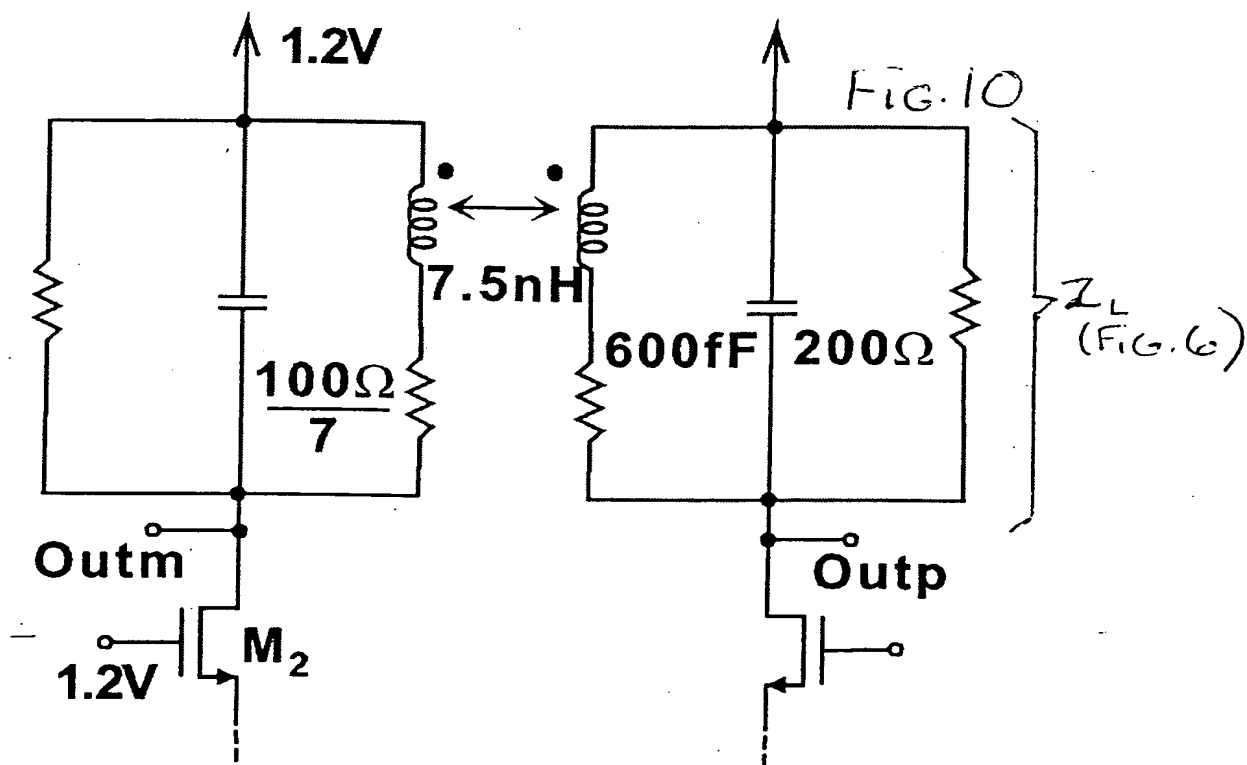 1.2V
Fig. 10
7.5nH
600fF
200Ω
100Ω
7
Z_L
(Fig. 6)
Outm
Outp
M₂
1.2V